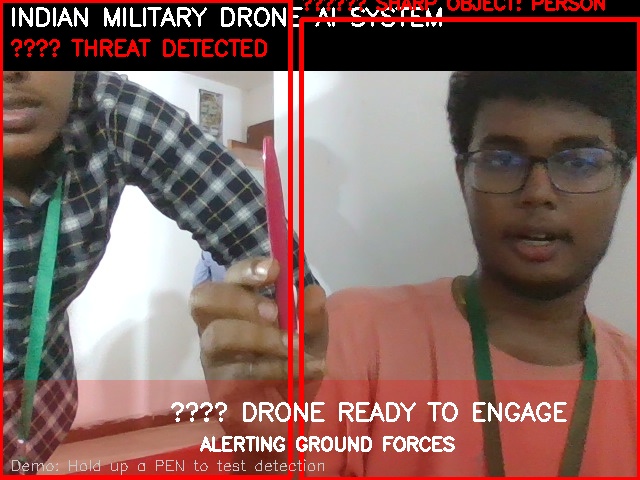 ?????? SHARP OBJECT: PERSON
INDIAN MILITARY DRONE AI SYSTEM
???? THREAT DETECTED
???? DRONE READY TO ENGAGE
ALERTING GROUND FORCES
Demo: Hold up a PEN to test detection